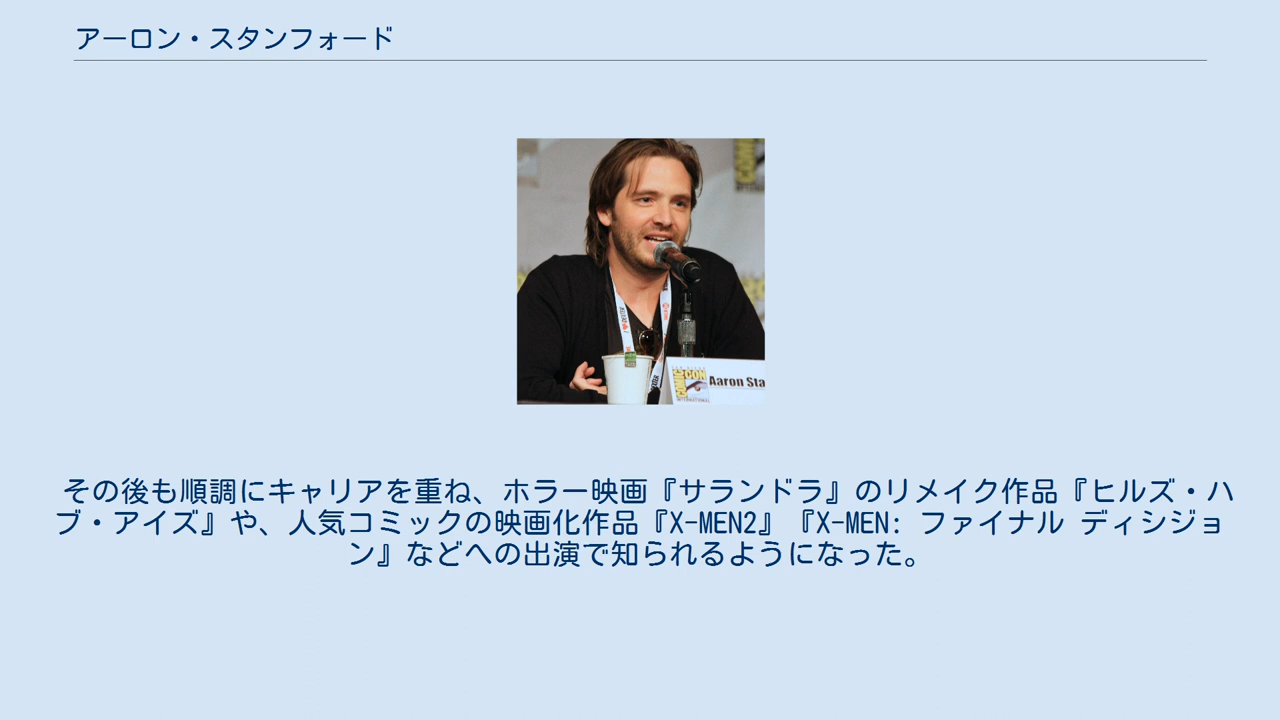 アーロン・スタンフォード
COMIC CON
INTERNATIONAL
Aaron Sta
その後も順調にキャリアを重ね、ホラー映画『サランドラ』のリメイク作品『ヒルズ・ハ
ブ・アイズ』や、人気コミックの映画化作品『X-MEN2』『X-MEN: ファイナル ディシジョ
ン』などへの出演で知られるようになった。